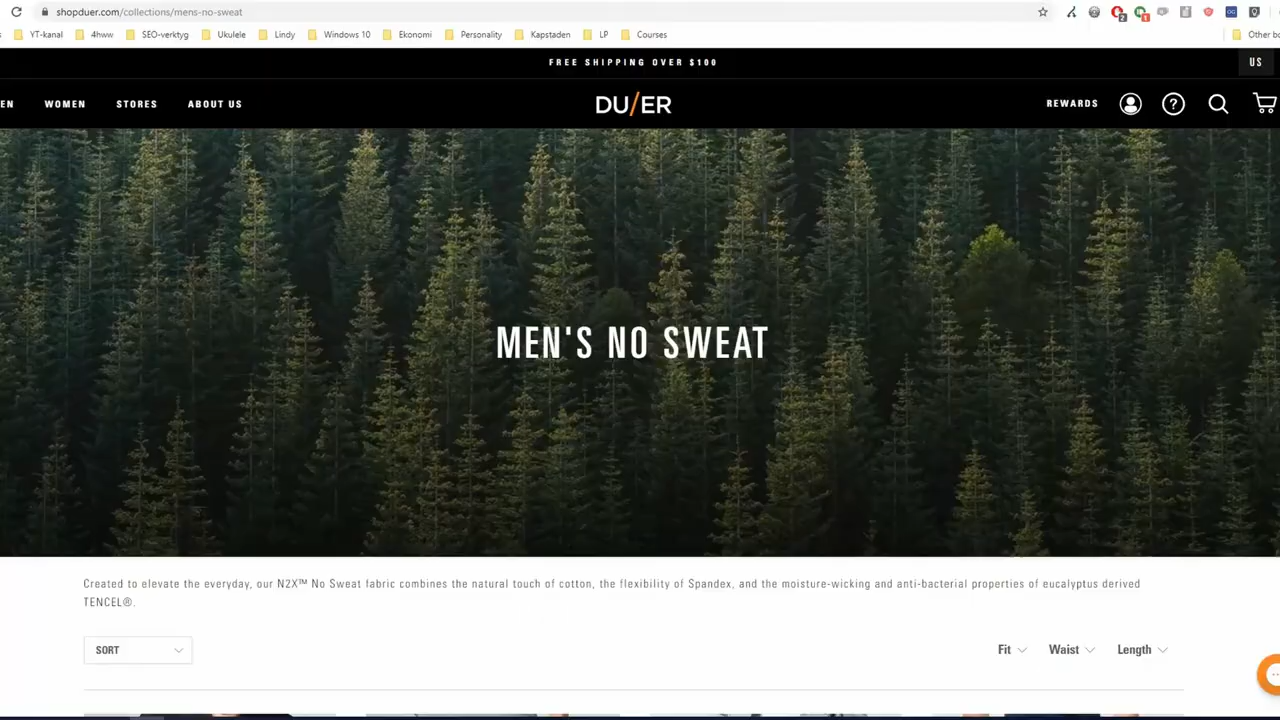 shopduer.com/collections/mens-no-sweat
YT-kanal 4hww SEO-verktyg Ukulele Lindy Windows 10 Ekonomi Personality Kapstaden LP Courses
FREE SHIPPING OVER $100
US
EN WOMEN STORES ABOUT US DU/ER REWARDS
MEN'S NO SWEAT
Created to elevate the everyday, our N2X™ No Sweat fabric combines the natural touch of cotton, the flexibility of Spandex, and the moisture-wicking and anti-bacterial properties of eucalyptus derived
TENCEL®.
SORT Fit Waist Length